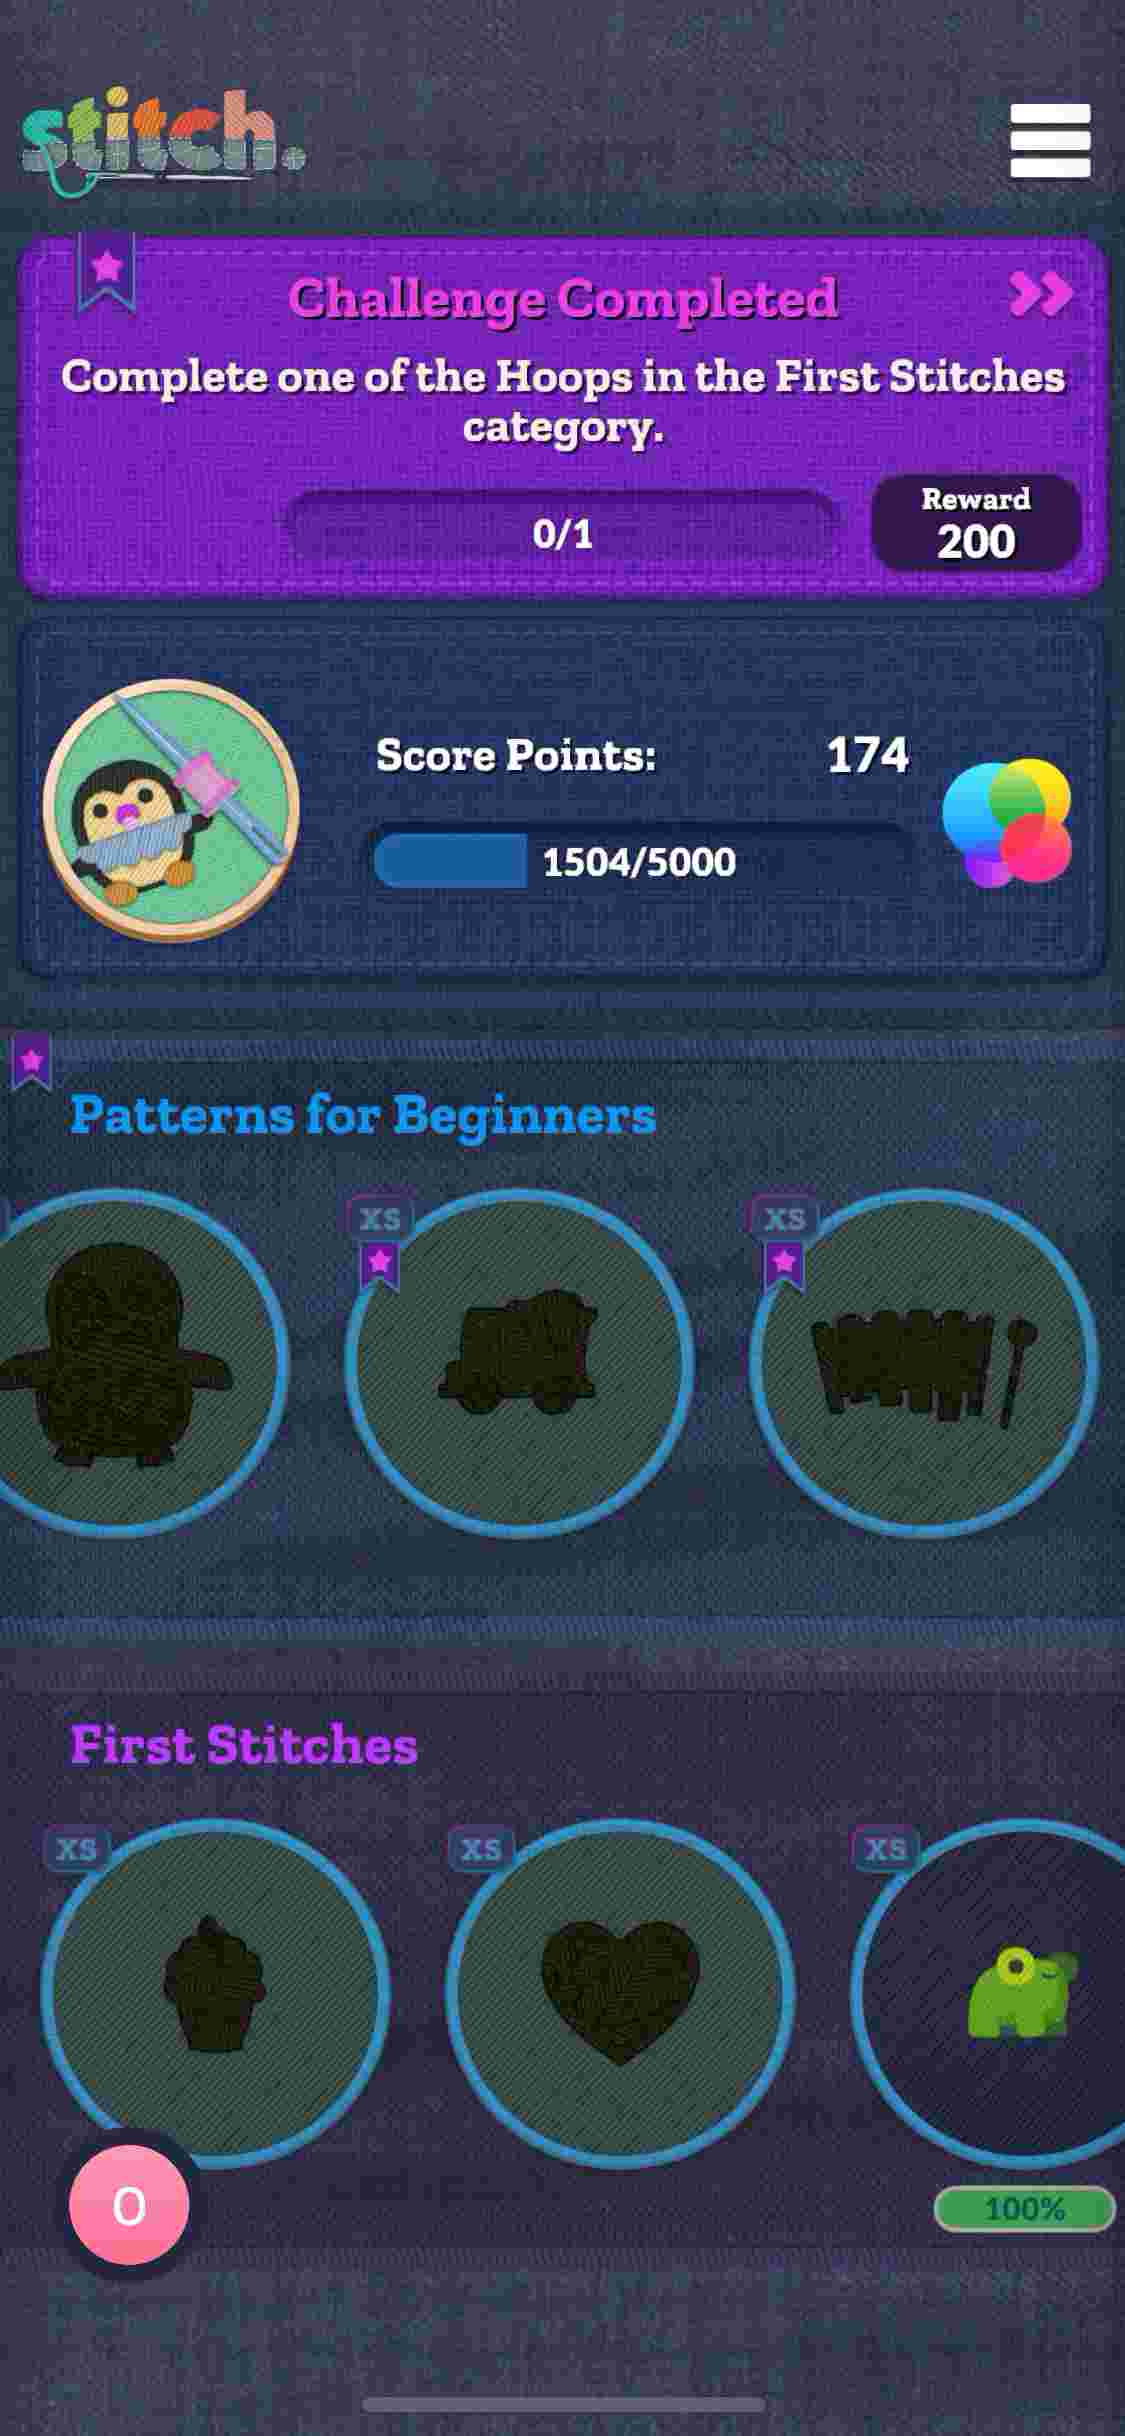 stitch.
Challenge Completed
Complete one of the Hoops in the First Stitches
category.
0/1
Reward
200
Score Points:
174
1504/5000
Patterns for Beginners
XS
XS
First Stitches
XS
XS
XS
0
100%